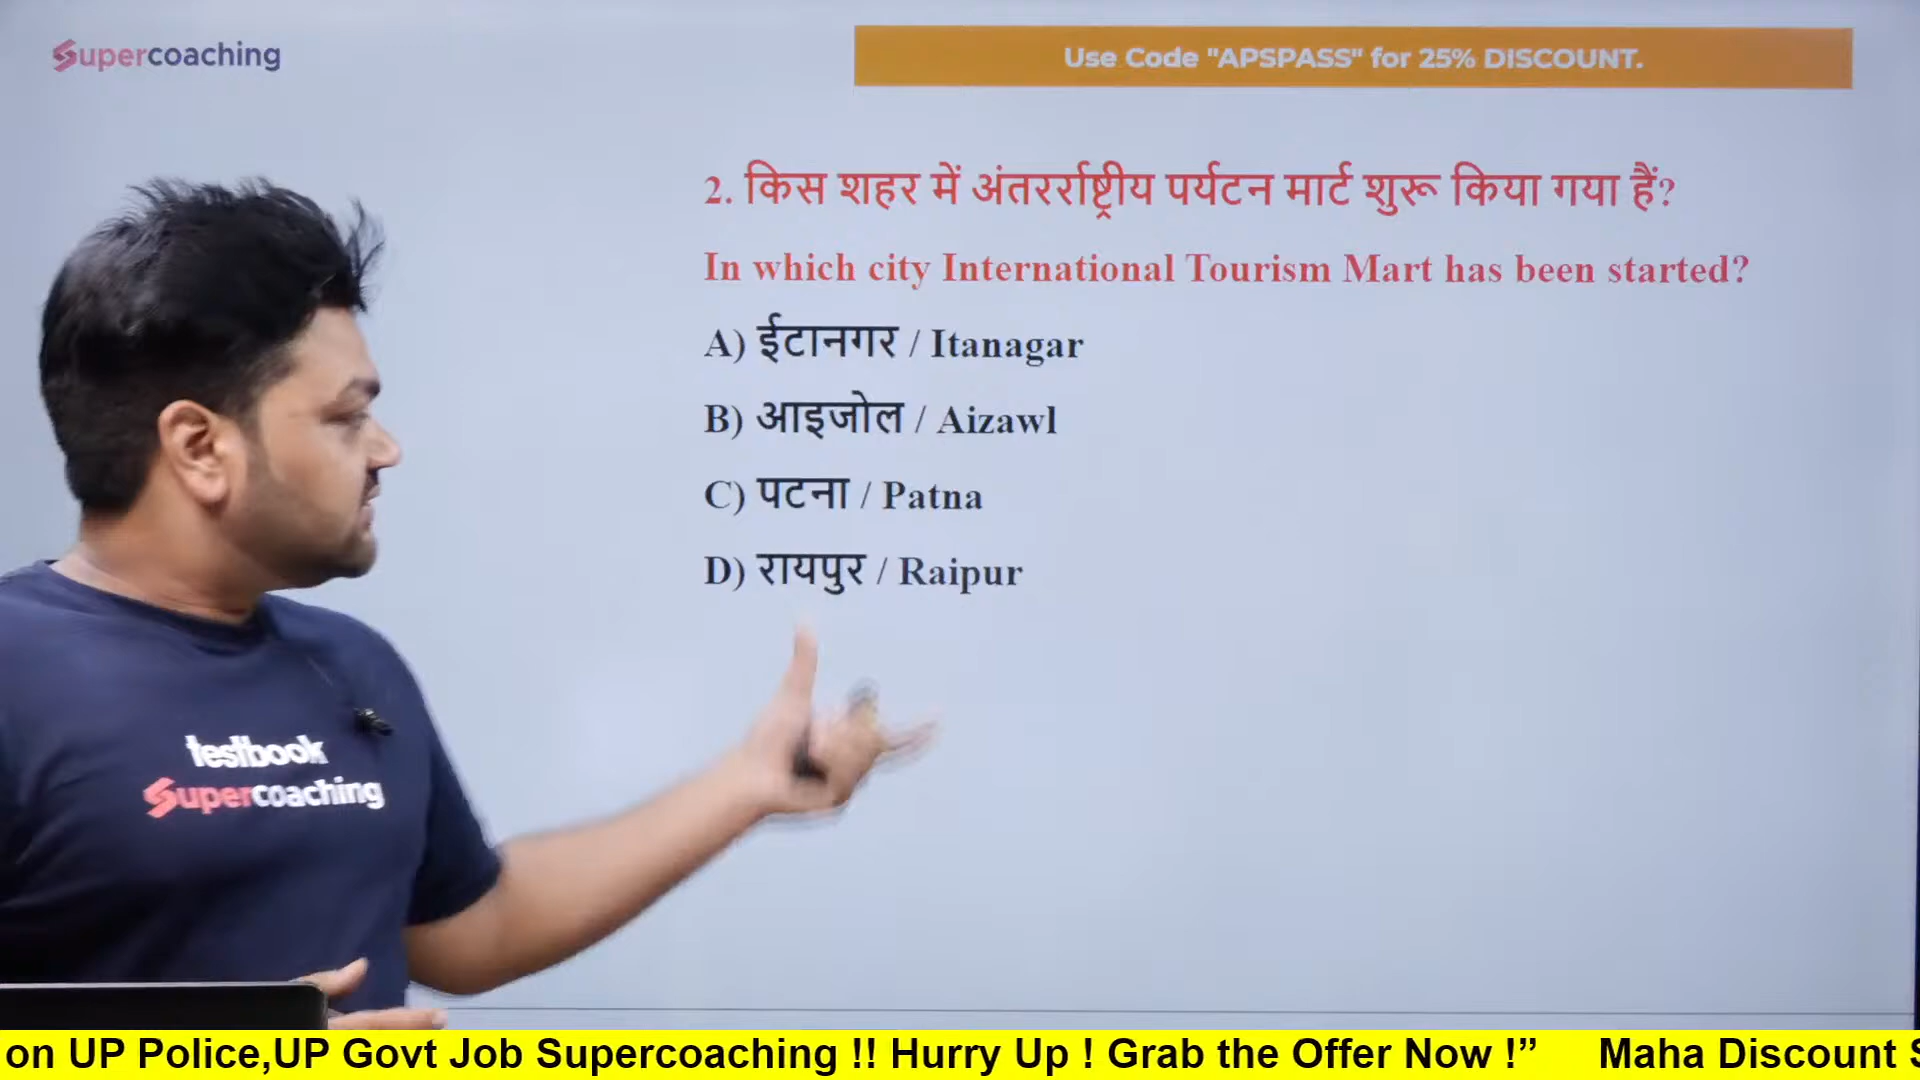 Supercoaching
Use Code "APSPASS" for 25% DISCOUNT.
2. किस शहर में अंतरर्राष्ट्रीय पर्यटन मार्ट शुरू किया गया हैं?
In which city International Tourism Mart has been started?
A) ईटानगर / Itanagar
B) आइजोल / Aizawl
C) पटना / Patna
D) रायपुर / Raipur
testbook
Supercoaching
on UP Police,UP Govt Job Supercoaching !! Hurry Up ! Grab the Offer Now !” Maha Discount